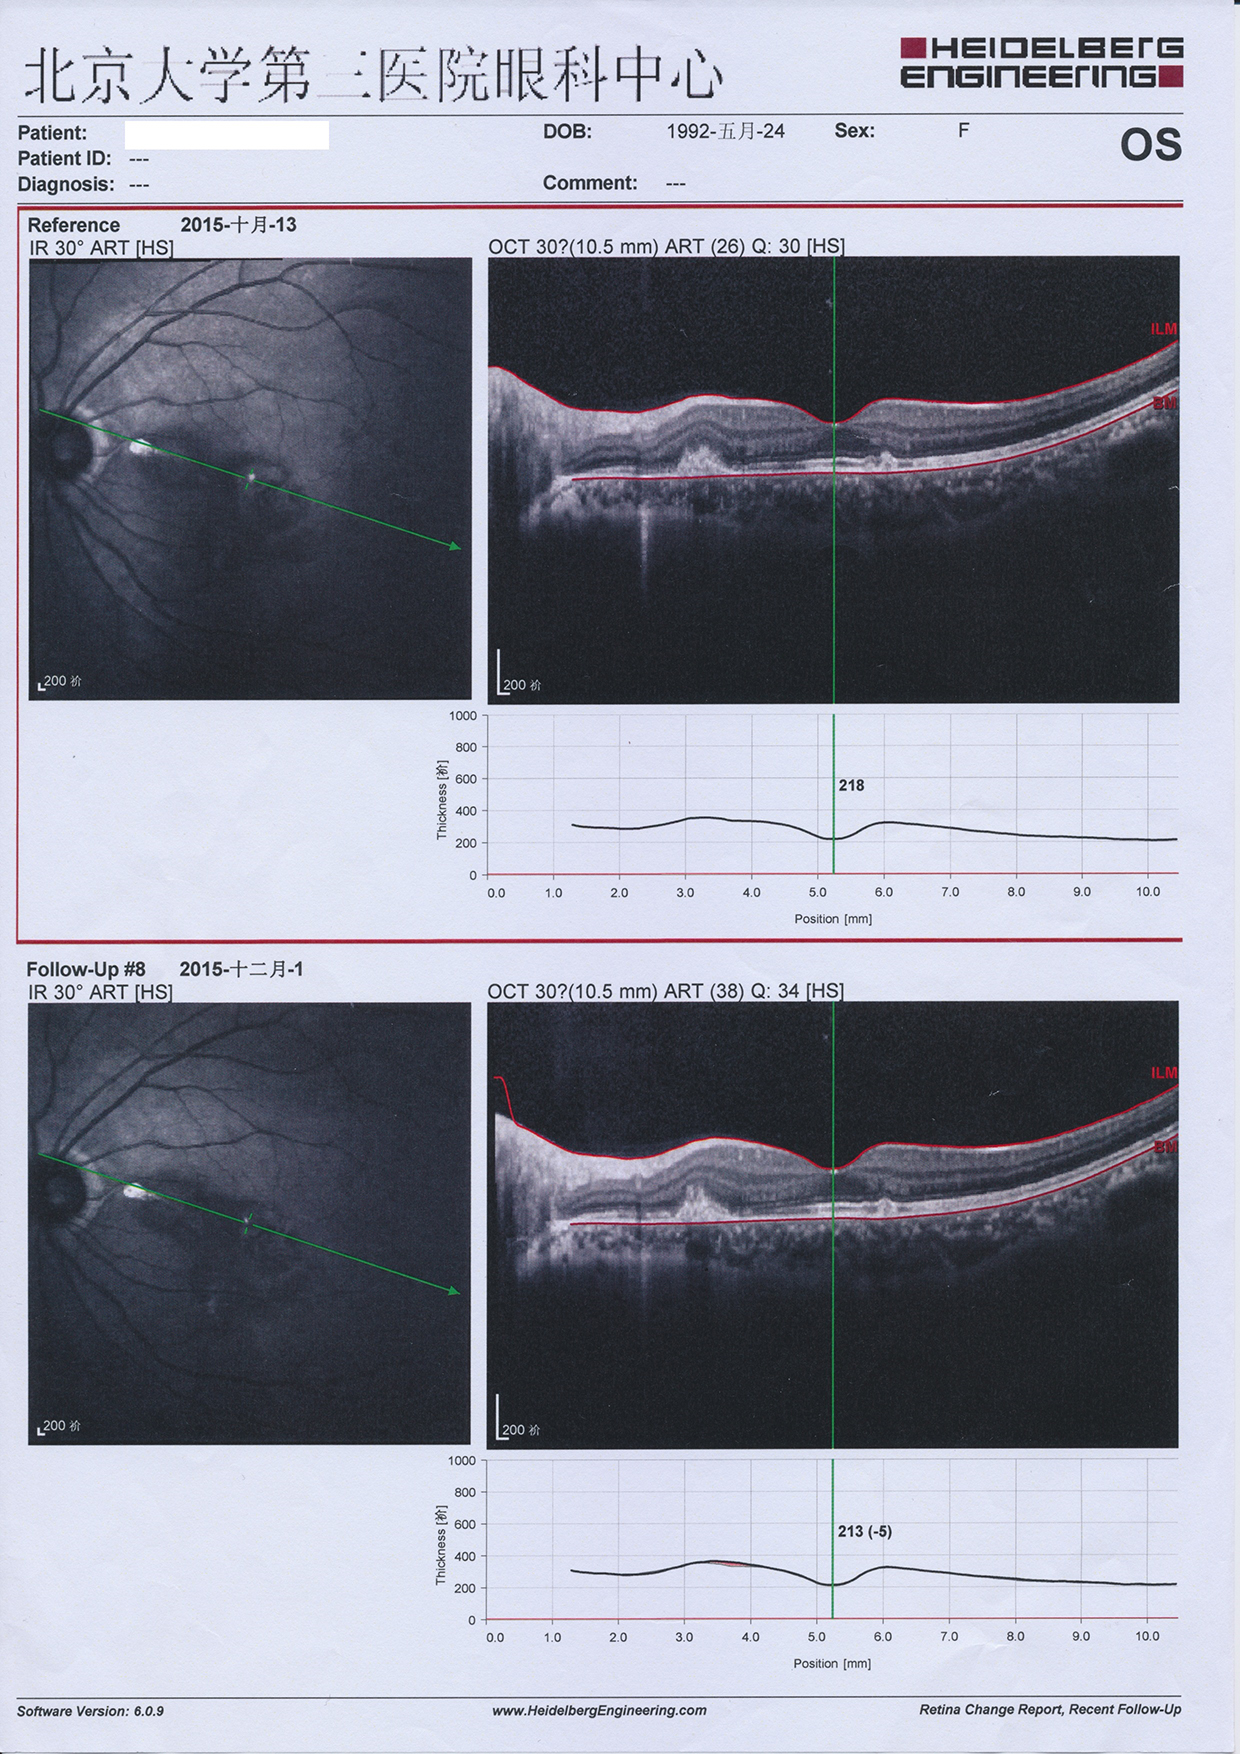 北京大学第三医院眼科中心
HEIDELBERG
ENGINEERING
Patient:
DOB: 1992-五月-24 Sex: F
OS
Patient ID: ---
Diagnosis: --- Comment: ---
Reference 2015-十月-13
IR 30° ART [HS]
OCT 30?(10.5 mm) ART (26) Q: 30 [HS]
ILM
BM
200 祄
200 祄
1000
800
600
400
200
0
Thickness [祄]
218
0.0 1.0 2.0 3.0 4.0 5.0 6.0 7.0 8.0 9.0 10.0
Position [mm]
Follow-Up #8 2015-十二月-1
IR 30° ART [HS]
OCT 30?(10.5 mm) ART (38) Q: 34 [HS]
ILM
BM
200 祄
200 祄
1000
800
600
400
200
0
Thickness [祄]
213 (-5)
0.0 1.0 2.0 3.0 4.0 5.0 6.0 7.0 8.0 9.0 10.0
Position [mm]
Software Version: 6.0.9 www.HeidelbergEngineering.com Retina Change Report, Recent Follow-Up